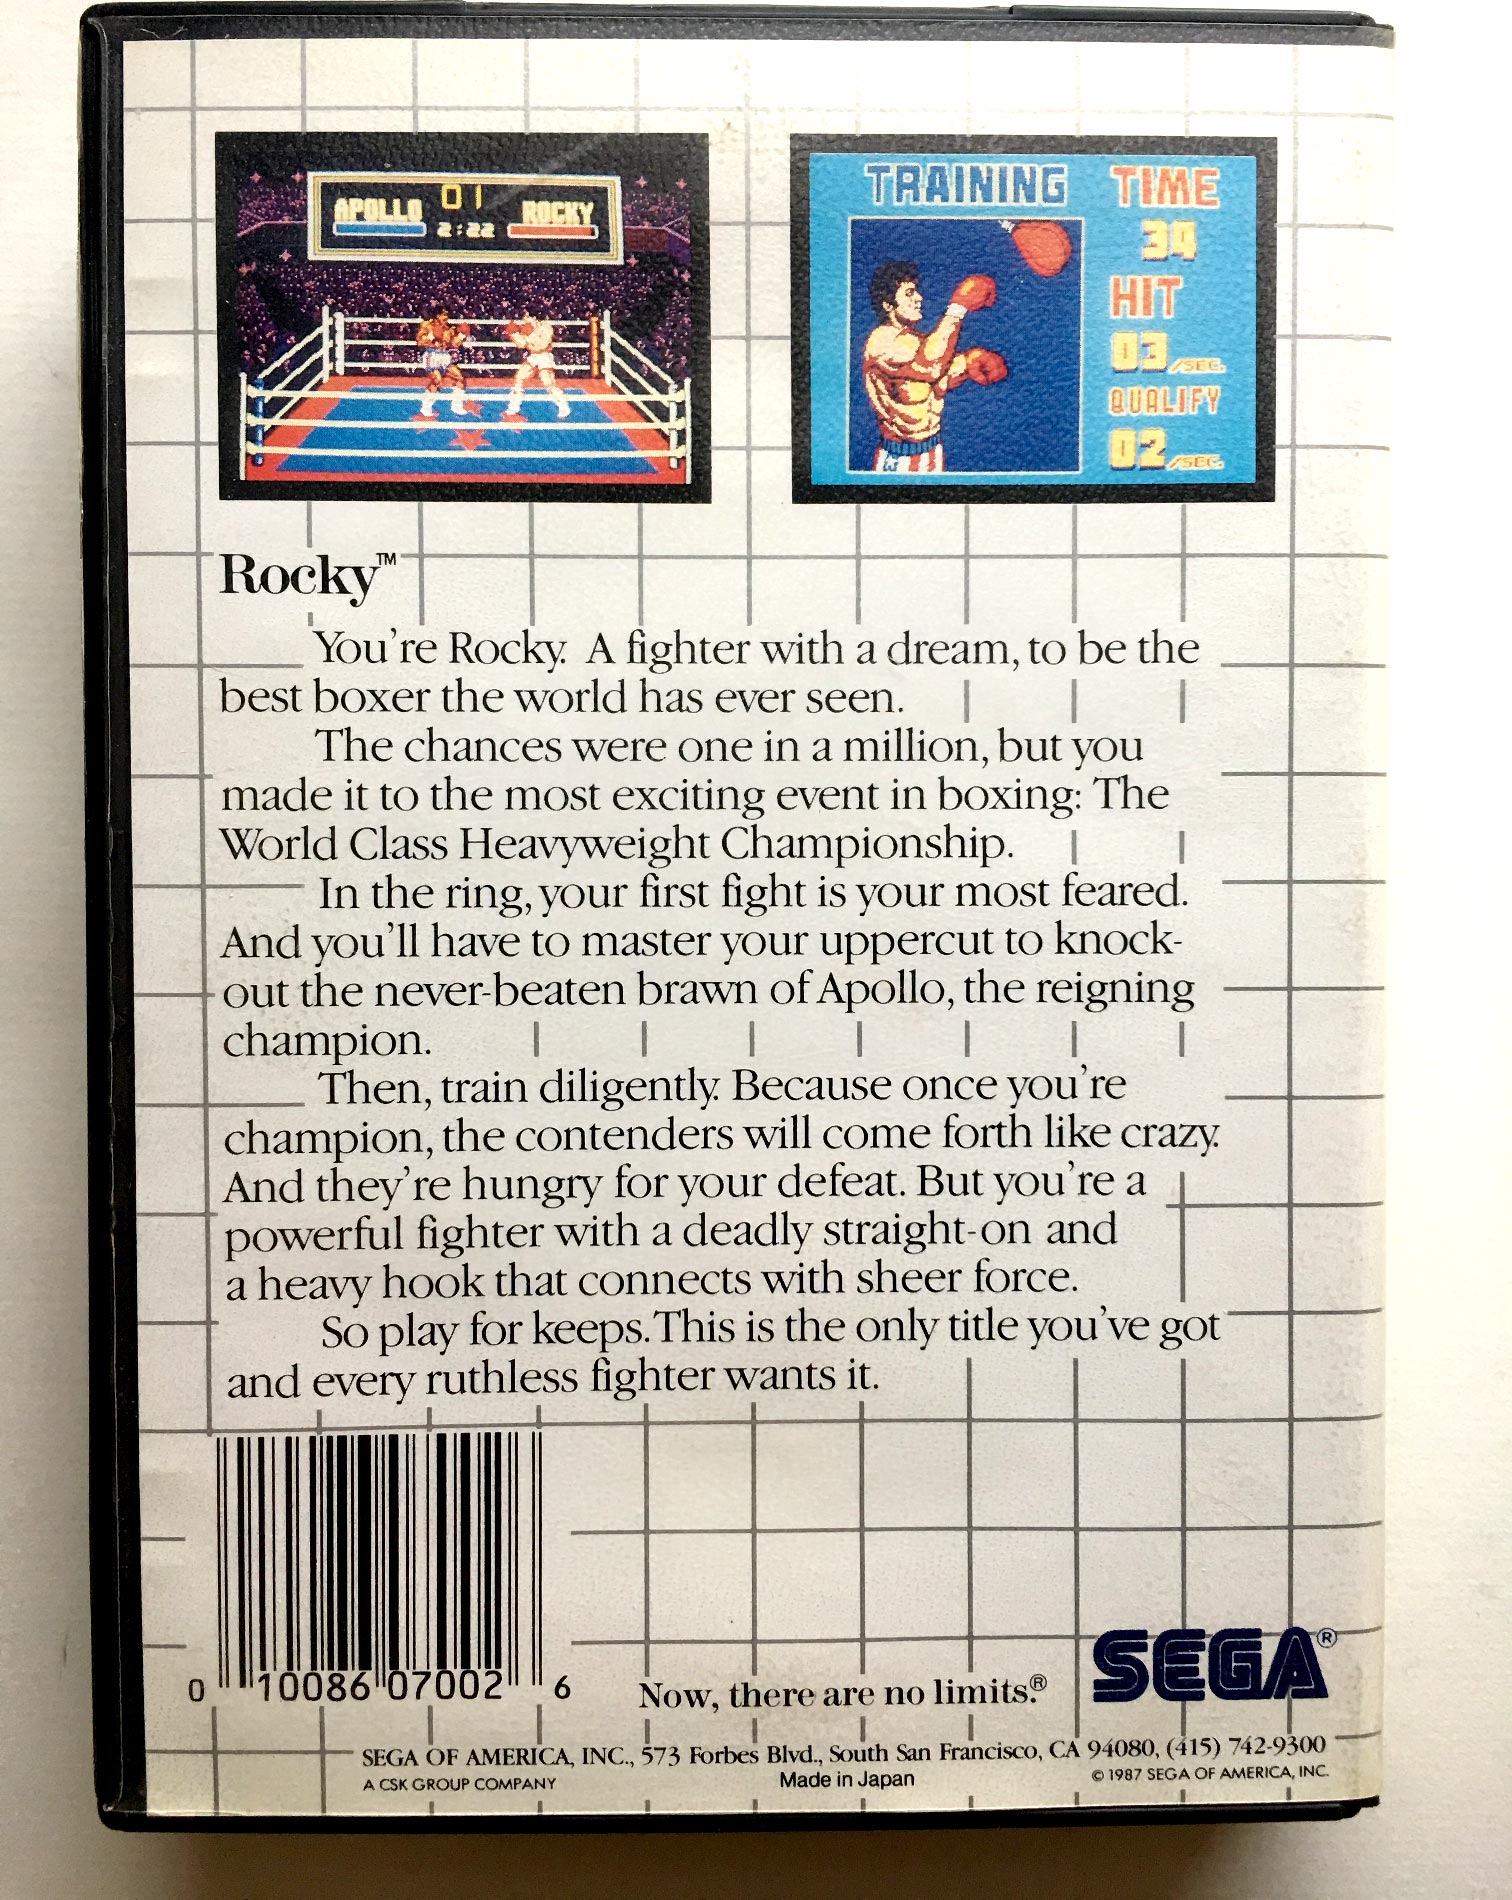 01
APOLLO ROCKY
2:22
TRAINING TIME
34
HIT
03/SEC.
QUALIFY
02/SEC.
Rocky™
You're Rocky. A fighter with a dream, to be the
best boxer the world has ever seen.
The chances were one in a million, but you
made it to the most exciting event in boxing: The
World Class Heavyweight Championship.
In the ring, your first fight is your most feared.
And you'll have to master your uppercut to knock-
out the never-beaten brawn of Apollo, the reigning
champion.
Then, train diligently. Because once you're
champion, the contenders will come forth like crazy.
And they're hungry for your defeat. But you're a
powerful fighter with a deadly straight-on and
a heavy hook that connects with sheer force.
So play for keeps. This is the only title you've got
and every ruthless fighter wants it.
0 10086 07002 6
Now, there are no limits.®
SEGA®
SEGA OF AMERICA, INC., 573 Forbes Blvd., South San Francisco, CA 94080, (415) 742-9300
A CSK GROUP COMPANY Made in Japan © 1987 SEGA OF AMERICA, INC.